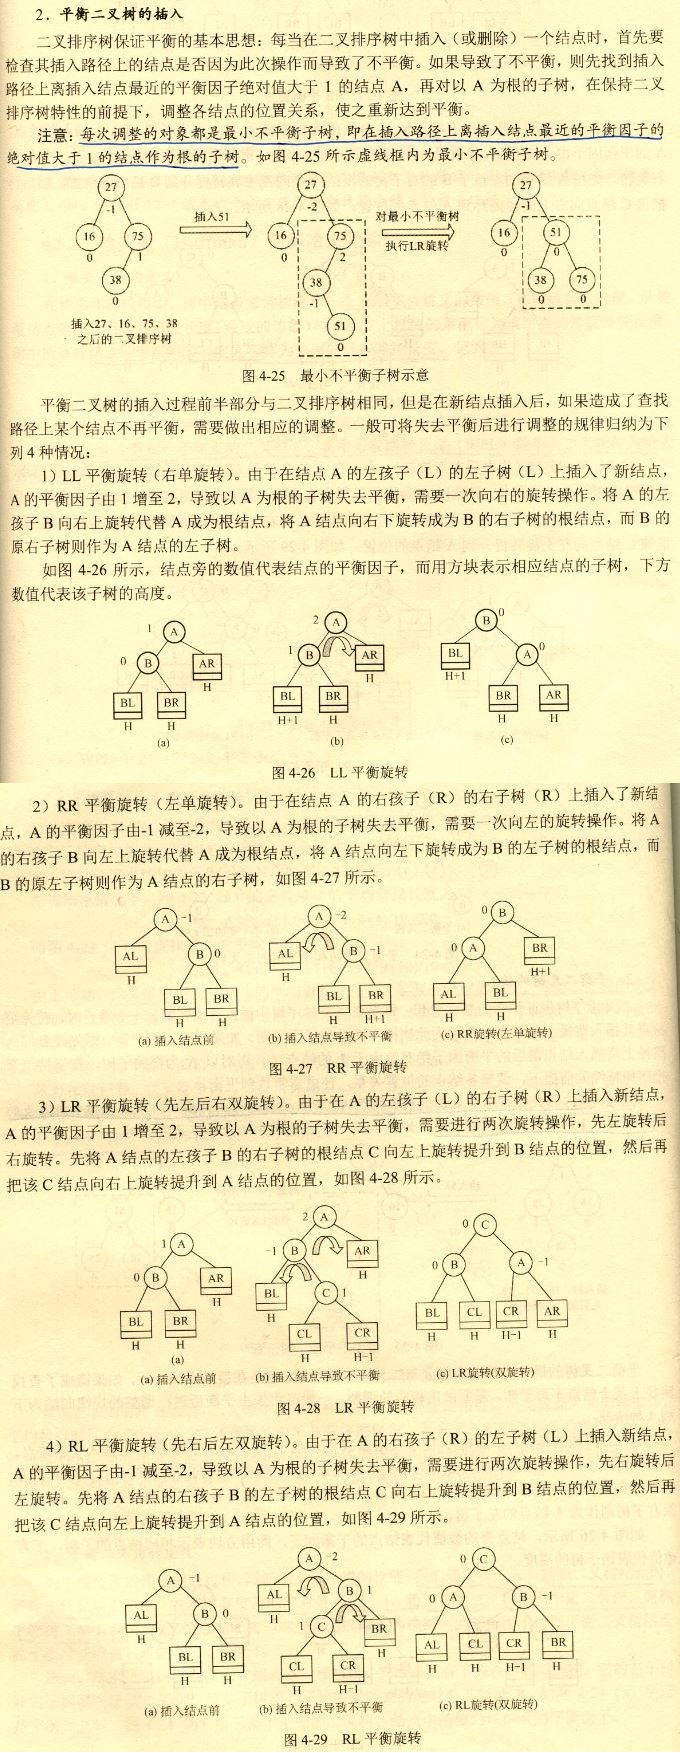 2．平衡二叉树的插入
二叉排序树保证平衡的基本思想：每当在二叉排序树中插入（或删除）一个结点时，首先要
检查其插入路径上的结点是否因为此次操作而导致了不平衡。如果导致了不平衡，则先找到插入
路径上离插入结点最近的平衡因子绝对值大于 1 的结点 A，再对以 A 为根的子树，在保持二叉
排序树特性的前提下，调整各结点的位置关系，使之重新达到平衡。
注意：每次调整的对象都是最小不平衡子树，即在插入路径上离插入结点最近的平衡因子的
绝对值大于 1 的结点作为根的子树。如图 4-25 所示虚线框内为最小不平衡子树。
27 27 27
-1 插入51 -2 对最小不平衡树 -1
16 75 16 75 执行LR旋转 16 51
0 1 0 2 0 0
38 38 38 75
0 -1 0 0
插入27、16、75、38 51
之后的二叉排序树 0
图 4-25 最小不平衡子树示意
平衡二叉树的插入过程前半部分与二叉排序树相同，但是在新结点插入后，如果造成了查找
路径上某个结点不再平衡，需要做出相应的调整。一般可将失去平衡后进行调整的规律归纳为下
列 4 种情况：
1）LL 平衡旋转（右单旋转）。由于在结点 A 的左孩子（L）的左子树（L）上插入了新结点，
A 的平衡因子由 1 增至 2，导致以 A 为根的子树失去平衡，需要一次向右的旋转操作。将 A 的左
孩子 B 向右上旋转代替 A 成为根结点，将 A 结点向右下旋转成为 B 的右子树的根结点，而 B 的
原右子树则作为 A 结点的左子树。
如图 4-26 所示，结点旁的数值代表结点的平衡因子，而用方块表示相应结点的子树，下方
数值代表该子树的高度。
1 A 2 A B 0
0 B AR 1 B AR BL A 0
H H H+1
BL BR BL BR BR AR
H H H+1 H H H
(a) (b) (c)
图 4-26 LL 平衡旋转
2）RR 平衡旋转（左单旋转）。由于在结点 A 的右孩子（R）的右子树（R）上插入了新结
点，A 的平衡因子由-1 减至-2，导致以 A 为根的子树失去平衡，需要一次向左的旋转操作。将 A
的右孩子 B 向左上旋转代替 A 成为根结点，将 A 结点向左下旋转成为 B 的左子树的根结点，而
B 的原左子树则作为 A 结点的右子树，如图 4-27 所示。
A -1 A -2 0 B
AL B 0 AL B -1 0 A BR
H H H+1
BL BR BL BR AL BL
H H H H+1 H H
(a) 插入结点前 (b) 插入结点导致不平衡 (c) RR旋转(左单旋转)
图 4-27 RR 平衡旋转
3）LR 平衡旋转（先左后右双旋转）。由于在 A 的左孩子（L）的右子树（R）上插入新结点，
A 的平衡因子由 1 增至 2，导致以 A 为根的子树失去平衡，需要进行两次旋转操作，先左旋转后
右旋转。先将 A 结点的左孩子 B 的右子树的根结点 C 向左上旋转提升到 B 结点的位置，然后再
把该 C 结点向右上旋转提升到 A 结点的位置，如图 4-28 所示。
1 A 2 A 0 C
0 B AR -1 B AR 0 B A -1
H H
BL BR BL C 1 BL CL CR AR
H H H H H H-1 H
CL CR
(a) H H-1
(a) 插入结点前 (b) 插入结点导致不平衡 (c) LR旋转(双旋转)
图 4-28 LR 平衡旋转
4）RL 平衡旋转（先右后左双旋转）。由于在 A 的右孩子（R）的左子树（L）上插入新结点，
A 的平衡因子由-1 减至-2，导致以 A 为根的子树失去平衡，需要进行两次旋转操作，先右旋转后
左旋转。先将 A 结点的右孩子 B 的左子树的根结点 C 向右上旋转提升到 B 结点的位置，然后再
把该 C 结点向左上旋转提升到 A 结点的位置，如图 4-29 所示。
A -1 A -2 0 C
AL B 0 AL B 1 0 A B -1
H H
BL BR 1 C BR AL CL CR BR
H H H H H H-1 H
CL CR
H H-1
(a) 插入结点前 (b) 插入结点导致不平衡 (c) RL旋转(双旋转)
图 4-29 RL 平衡旋转